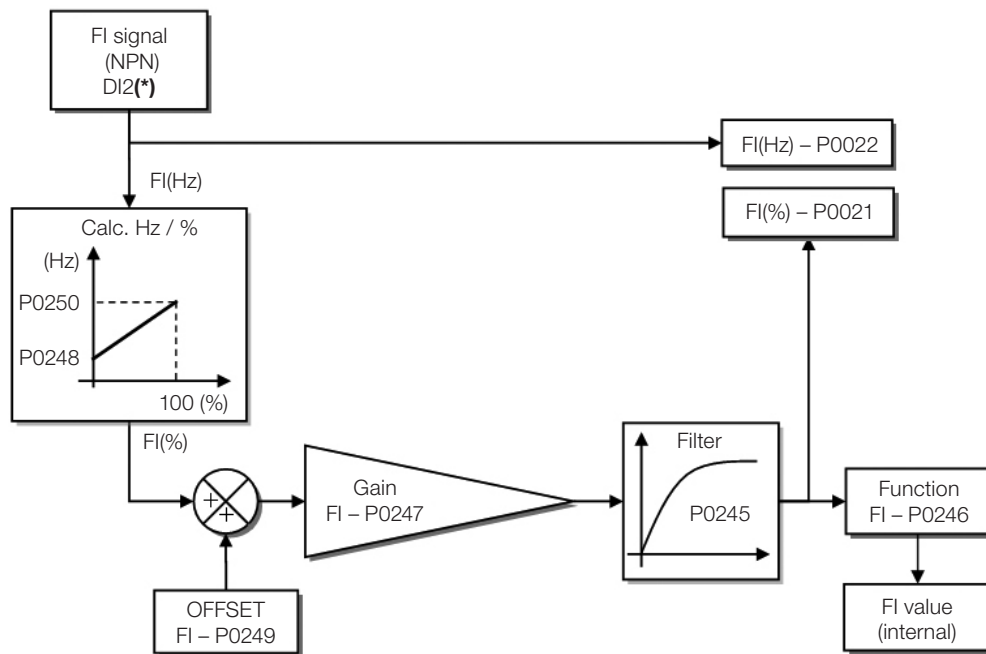 FI signal
(NPN)
DI2(*)
FI(Hz) – P0022
FI(Hz)
FI(%) – P0021
Calc. Hz / %
(Hz)
P0250
P0248
100 (%)
FI(%)
+
+
Gain
FI – P0247
Filter
P0245
Function
FI – P0246
OFFSET
FI – P0249
FI value
(internal)